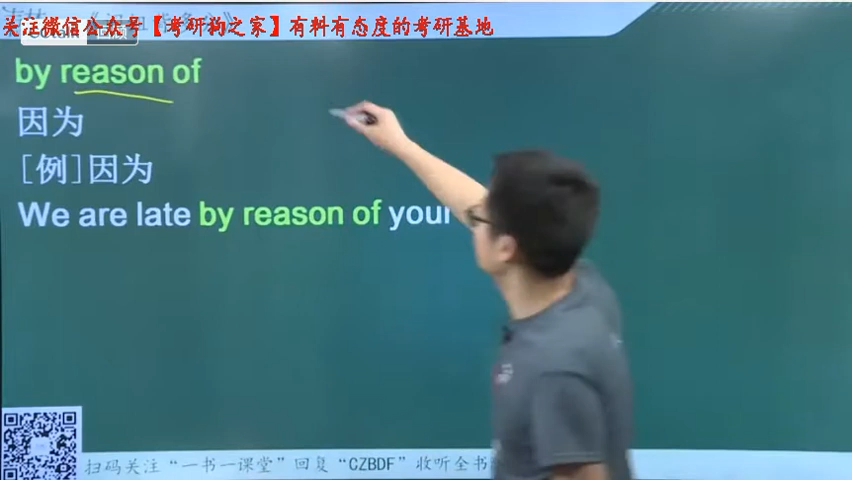 关注微信公众号【考研狗之家】有料有态度的考研基地
by reason of
因为
[例]因为
We are late by reason of your
扫码关注“一书一课堂”回复“CZBDF”收听全书